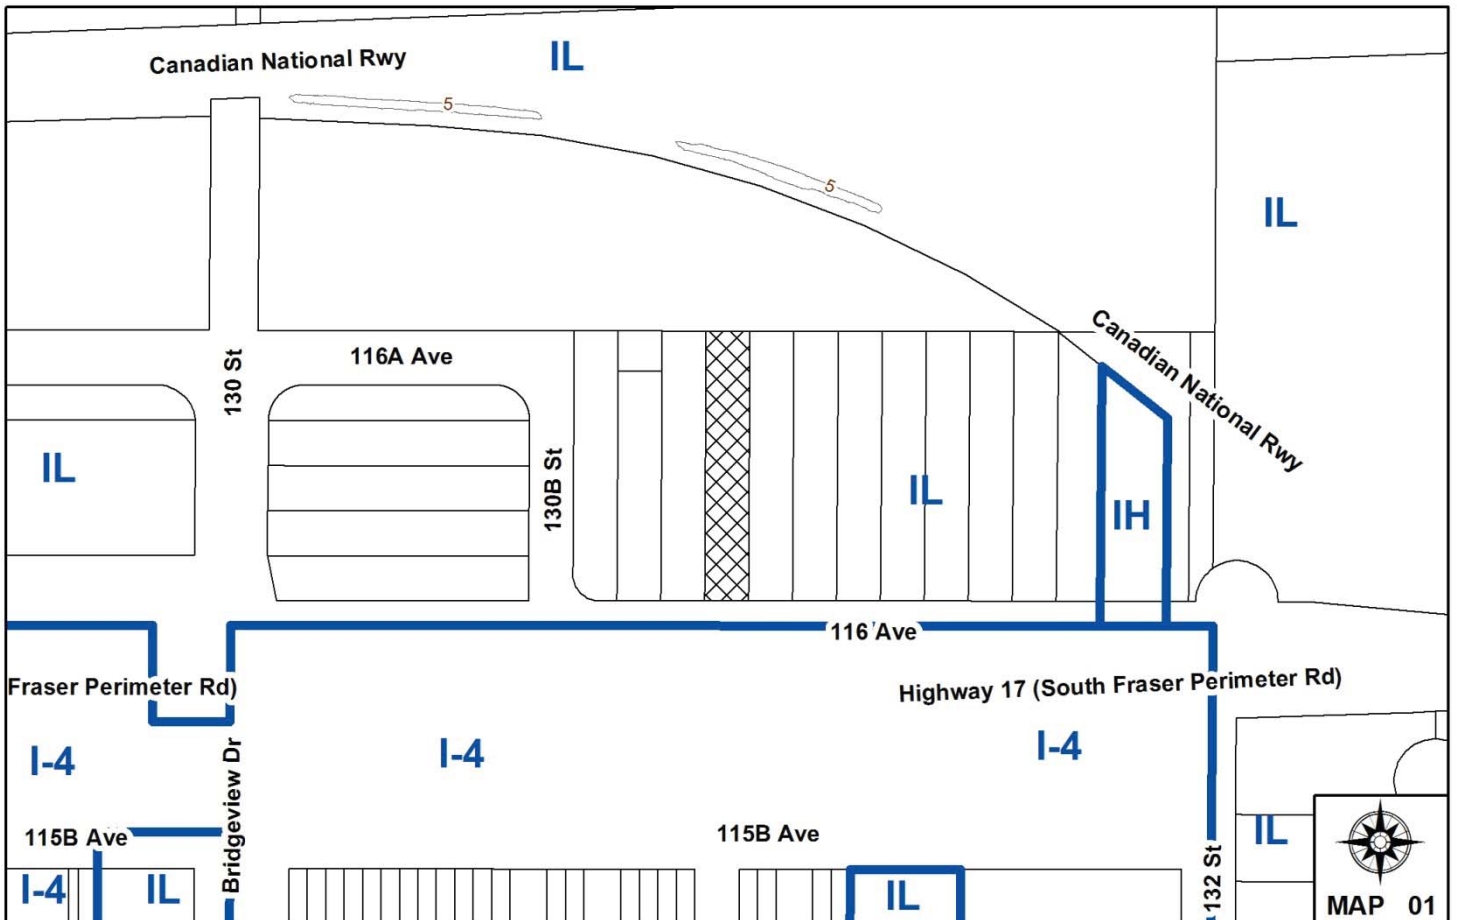 Canadian National Rwy
IL
5
5
IL
Canadian National Rwy
116A Ave
130 St
130B St
IL
IL
IH
116 Ave
Fraser Perimeter Rd)
Highway 17 (South Fraser Perimeter Rd)
I-4
I-4
I-4
Bridgeview Dr
115B Ave
115B Ave
IL
132 St
I-4
IL
IL
MAP 01